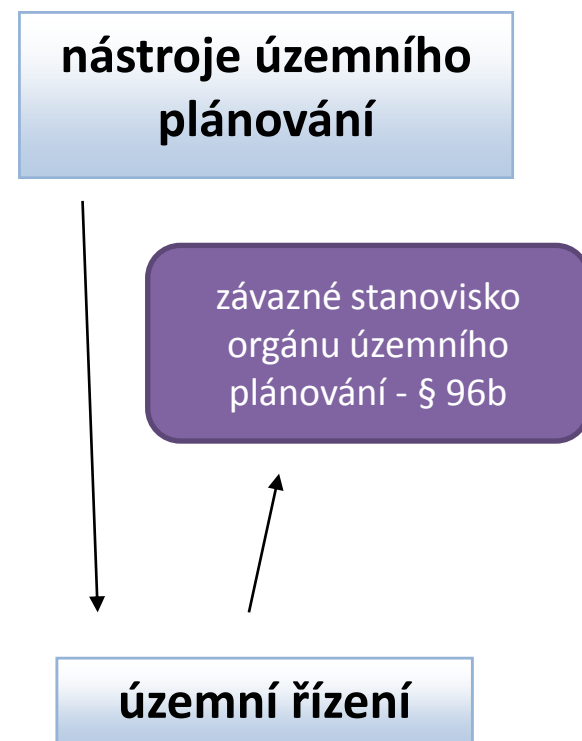 nástroje územního
plánování
závazné stanovisko
orgánu územního
plánování - § 96b
územní řízení